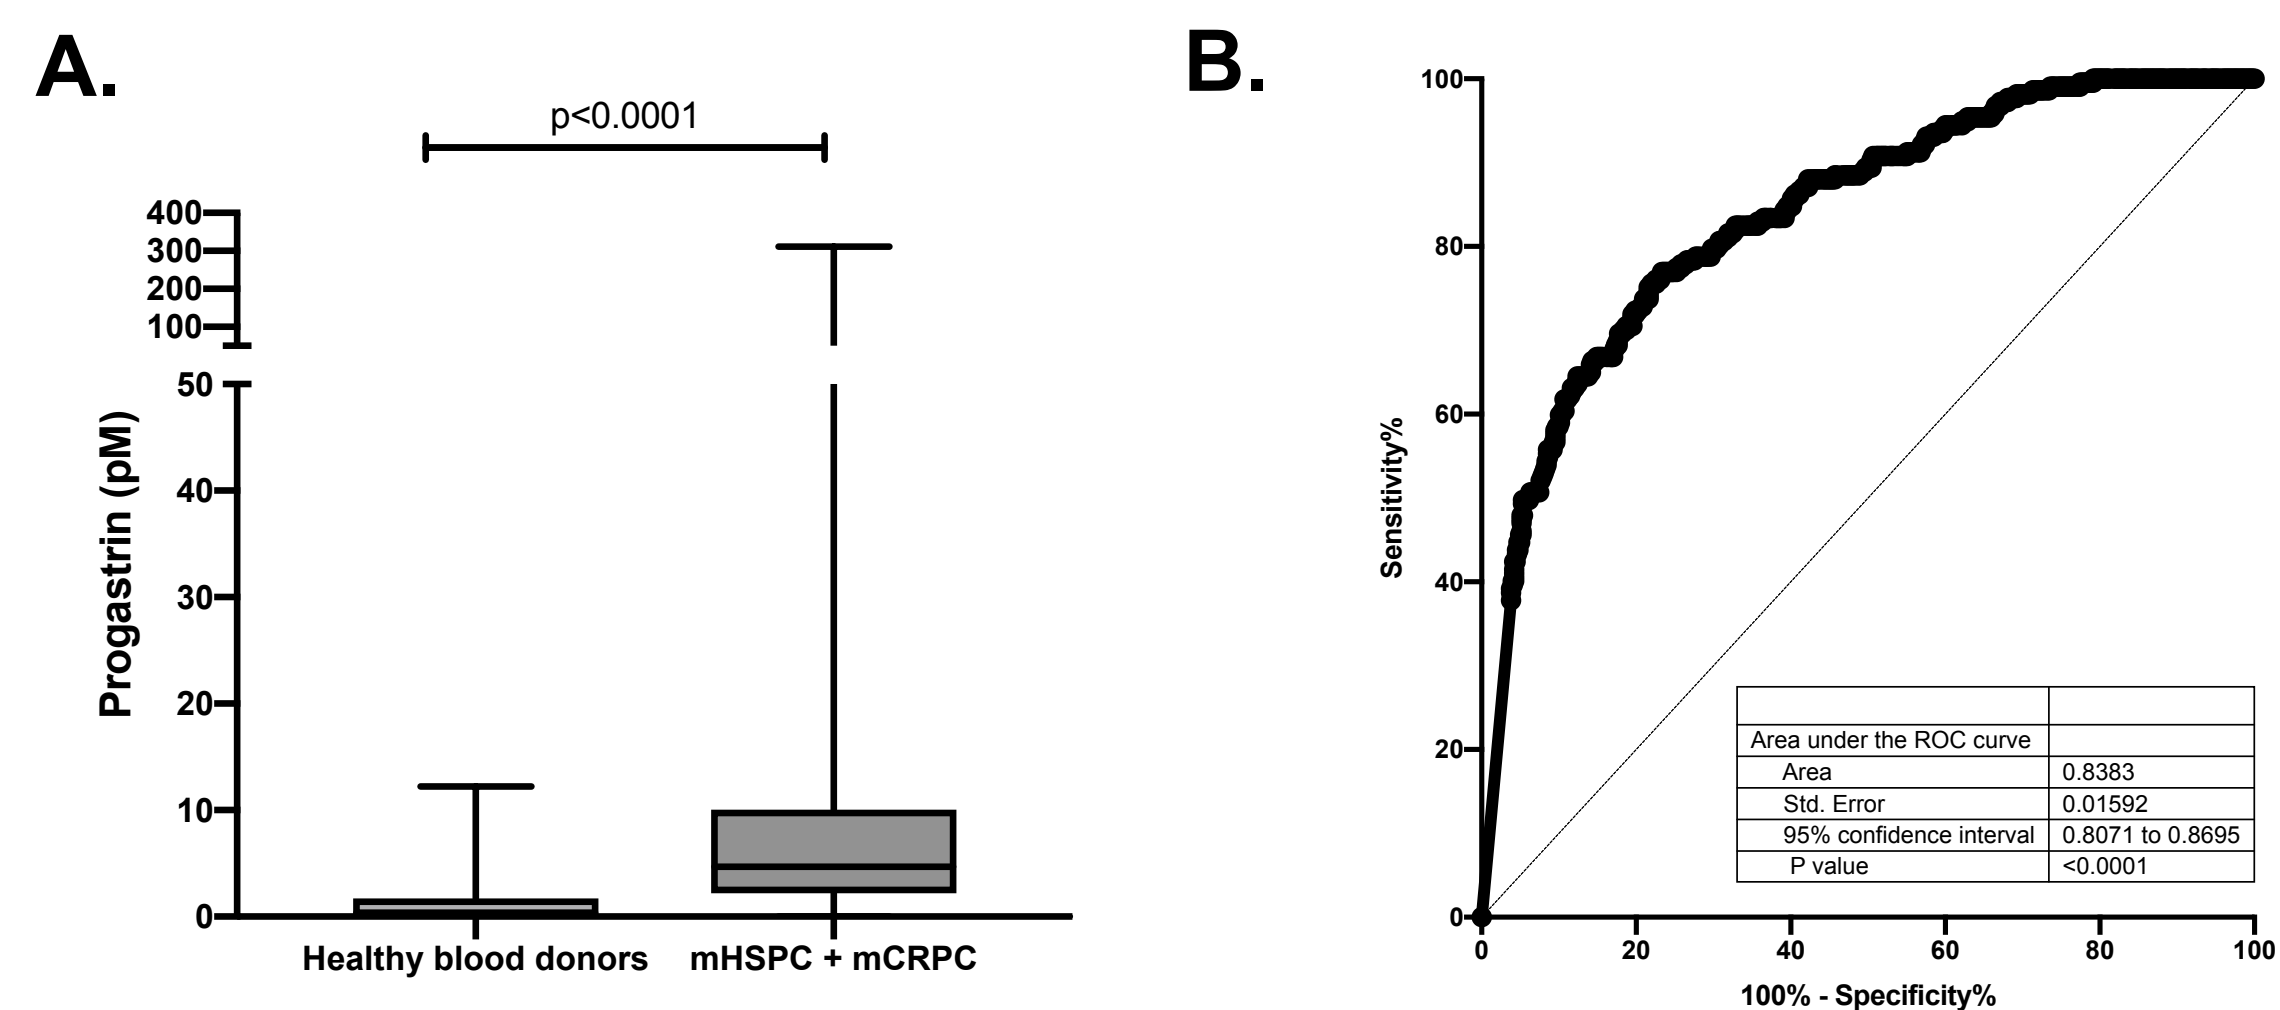 A.
p<0.0001
400
300
200
100
50
40
30
20
10
0
Progastrin (pM)
Healthy blood donors
mHSPC + mCRPC
B.
100
80
60
40
20
0
Sensitivity%
Area under the ROC curve
Area 0.8383
Std. Error 0.01592
95% confidence interval 0.8071 to 0.8695
P value <0.0001
0 20 40 60 80 100
100% - Specificity%